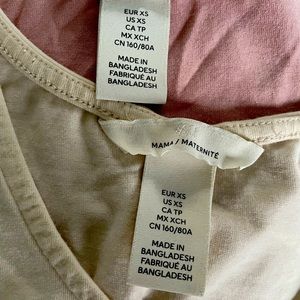 EUR XS
US XS
CA TP
MX XCH
CN 160/80A
MADE IN
BANGLADESH
FABRIQUÉ AU
BANGLADESH
MAMA / MATERNITÉ
EUR XS
US XS
CA TP
MX XCH
CN 160/80A
MADE IN
BANGLADESH
FABRIQUÉ AU
BANGLADESH